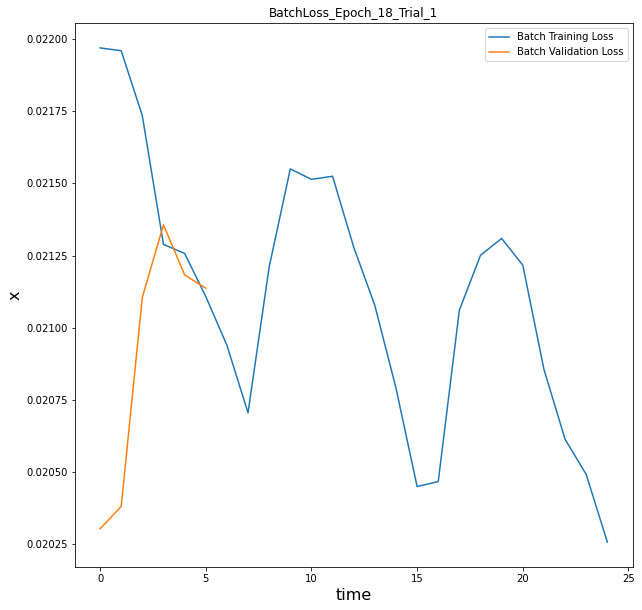 BatchLoss_Epoch_18_Trial_1
Batch Training Loss
Batch Validation Loss
0.02200
0.02175
0.02150
0.02125
0.02100
0.02075
0.02050
0.02025
x
0 5 10 15 20 25
time